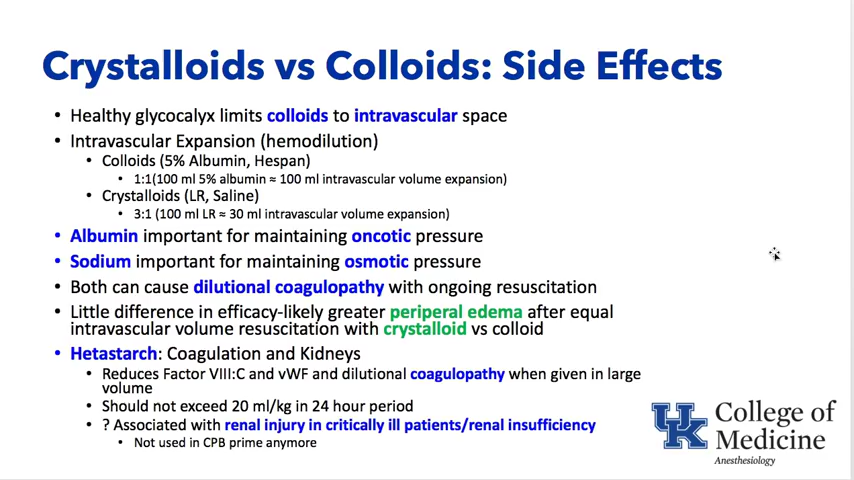 Crystalloids vs Colloids: Side Effects
• Healthy glycocalyx limits colloids to intravascular space
• Intravascular Expansion (hemodilution)
• Colloids (5% Albumin, Hespan)
• 1:1(100 ml 5% albumin ≈ 100 ml intravascular volume expansion)
• Crystalloids (LR, Saline)
• 3:1 (100 ml LR ≈ 30 ml intravascular volume expansion)
• Albumin important for maintaining oncotic pressure
• Sodium important for maintaining osmotic pressure
• Both can cause dilutional coagulopathy with ongoing resuscitation
• Little difference in efficacy-likely greater periperal edema after equal
intravascular volume resuscitation with crystalloid vs colloid
• Hetastarch: Coagulation and Kidneys
• Reduces Factor VIII:C and vWF and dilutional coagulopathy when given in large
volume
• Should not exceed 20 ml/kg in 24 hour period
• ? Associated with renal injury in critically ill patients/renal insufficiency
• Not used in CPB prime anymore
UK
College of
Medicine
Anesthesiology